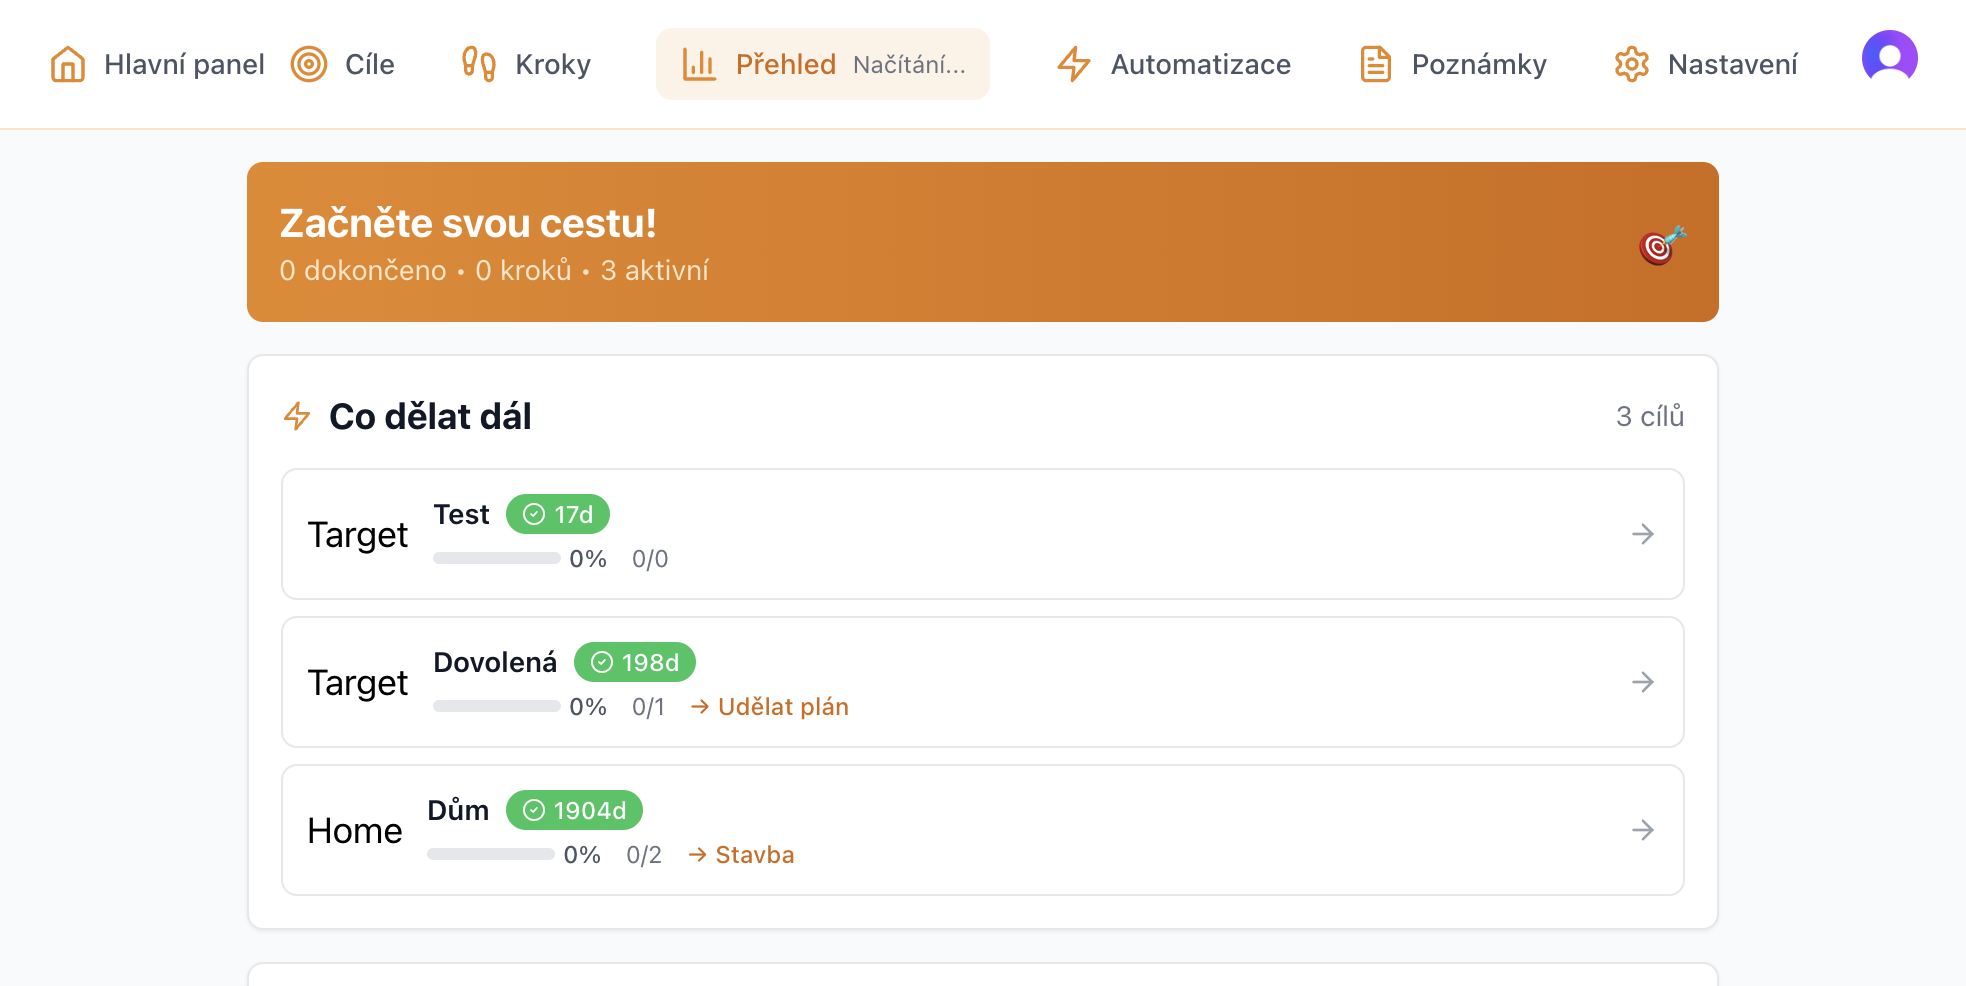 Hlavní panel Cíle Kroky Přehled Načítání... Automatizace Poznámky Nastavení
Začněte svou cestu!
0 dokončeno • 0 kroků • 3 aktivní
Co dělat dál 3 cílů
Target Test 17d
0% 0/0
Target Dovolená 198d
0% 0/1 → Udělat plán
Home Dům 1904d
0% 0/2 → Stavba